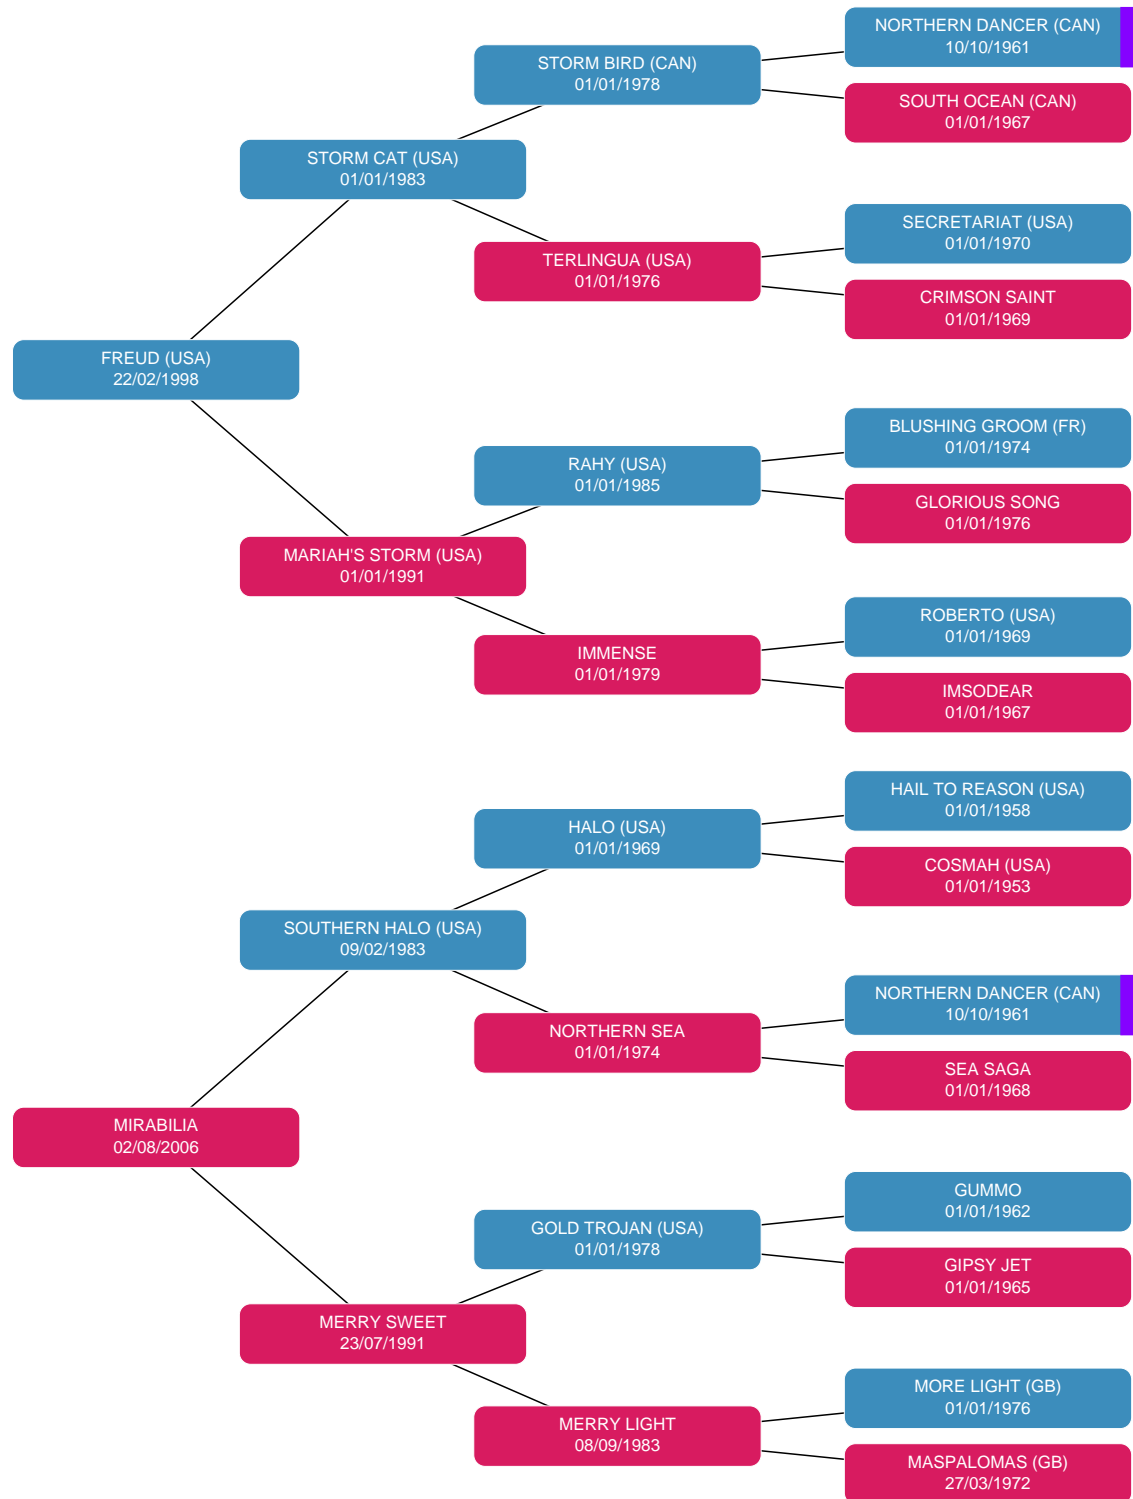 NORTHERN DANCER (CAN)
10/10/1961
STORM BIRD (CAN)
01/01/1978
SOUTH OCEAN (CAN)
01/01/1967
STORM CAT (USA)
01/01/1983
SECRETARIAT (USA)
01/01/1970
TERLINGUA (USA)
01/01/1976
CRIMSON SAINT
01/01/1969
FREUD (USA)
22/02/1998
BLUSHING GROOM (FR)
01/01/1974
RAHY (USA)
01/01/1985
GLORIOUS SONG
01/01/1976
MARIAH'S STORM (USA)
01/01/1991
ROBERTO (USA)
01/01/1969
IMMENSE
01/01/1979
IMSODEAR
01/01/1967
HAIL TO REASON (USA)
01/01/1958
HALO (USA)
01/01/1969
COSMAH (USA)
01/01/1953
SOUTHERN HALO (USA)
09/02/1983
NORTHERN DANCER (CAN)
10/10/1961
NORTHERN SEA
01/01/1974
SEA SAGA
01/01/1968
MIRABILIA
02/08/2006
GUMMO
01/01/1962
GOLD TROJAN (USA)
01/01/1978
GIPSY JET
01/01/1965
MERRY SWEET
23/07/1991
MORE LIGHT (GB)
01/01/1976
MERRY LIGHT
08/09/1983
MASPALOMAS (GB)
27/03/1972